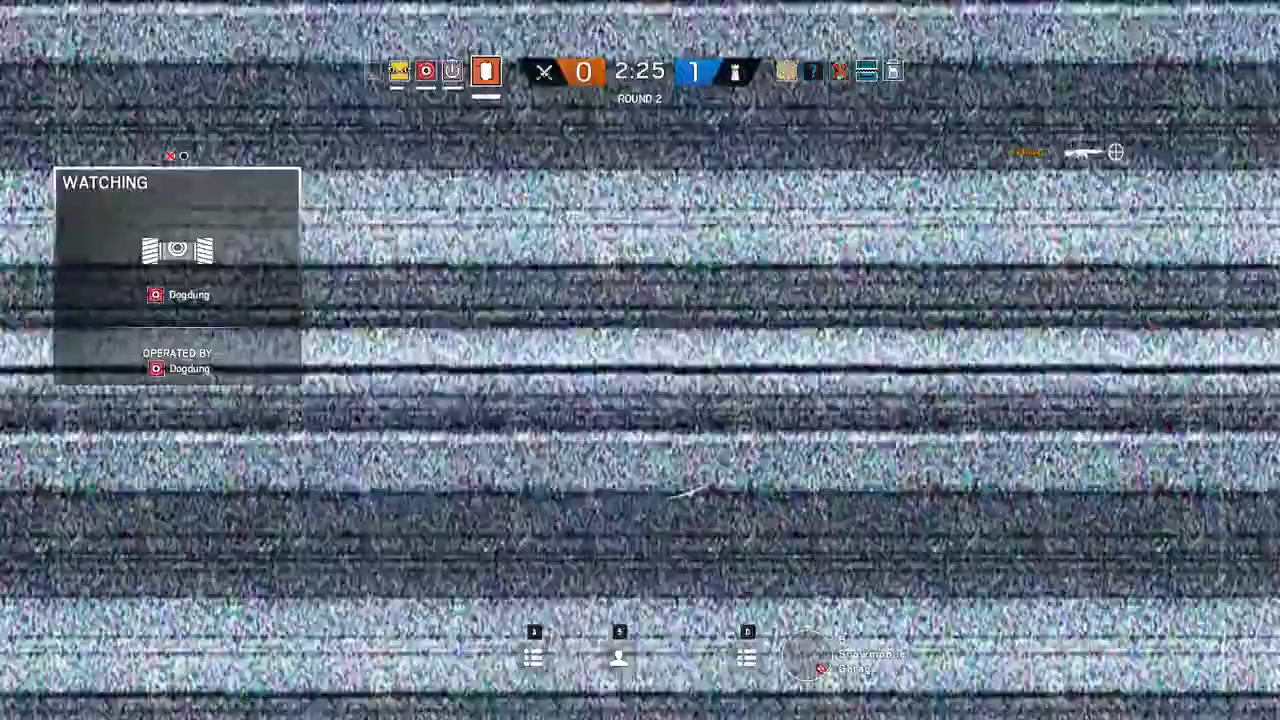 0 2:25 1
ROUND 2
WATCHING
Dogdung
OPERATED BY
Dogdung
?